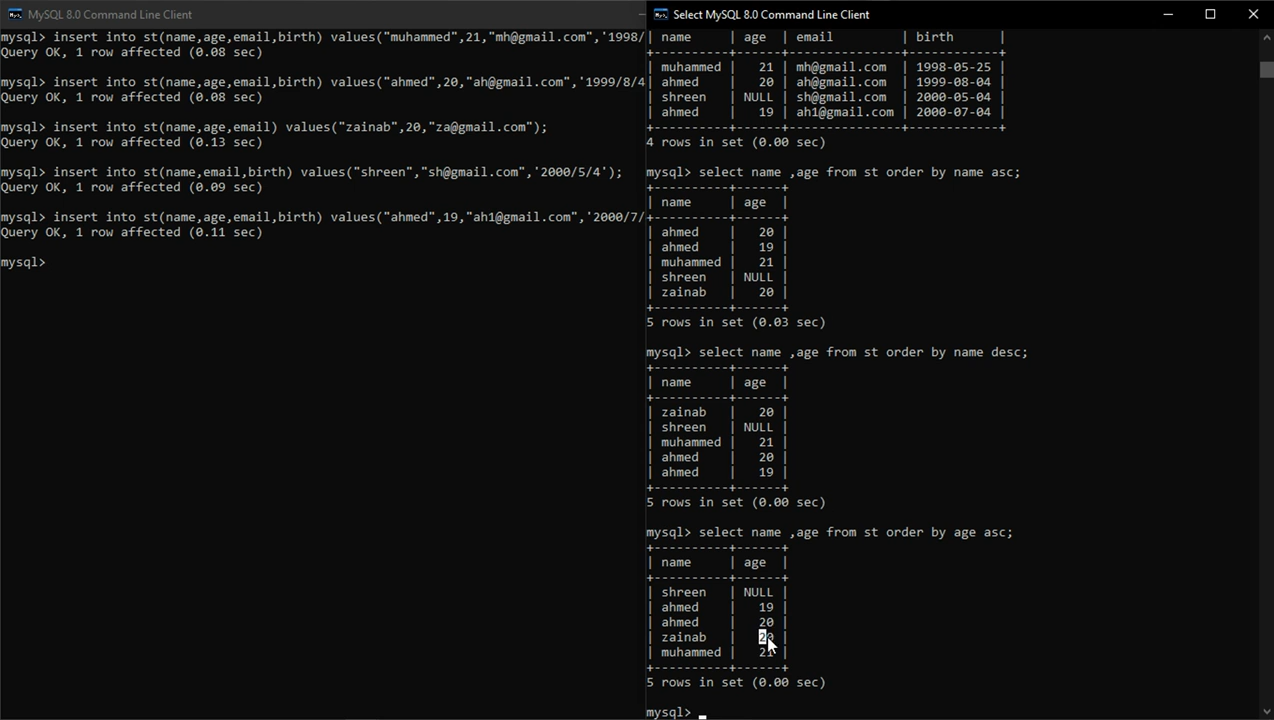 MySQL 8.0 Command Line Client
mysql> insert into st(name,age,email,birth) values("muhammed",21,"mh@gmail.com",'1998/
Query OK, 1 row affected (0.08 sec)
mysql> insert into st(name,age,email,birth) values("ahmed",20,"ah@gmail.com",'1999/8/4
Query OK, 1 row affected (0.08 sec)
mysql> insert into st(name,age,email) values("zainab",20,"za@gmail.com");
Query OK, 1 row affected (0.13 sec)
mysql> insert into st(name,email,birth) values("shreen","sh@gmail.com",'2000/5/4');
Query OK, 1 row affected (0.09 sec)
mysql> insert into st(name,age,email,birth) values("ahmed",19,"ah1@gmail.com",'2000/7/
Query OK, 1 row affected (0.11 sec)
mysql>
Select MySQL 8.0 Command Line Client
| name     | age  | email         | birth      |
+----------+------+---------------+------------+
| muhammed |   21 | mh@gmail.com  | 1998-05-25 |
| ahmed    |   20 | ah@gmail.com  | 1999-08-04 |
| shreen   | NULL | sh@gmail.com  | 2000-05-04 |
| ahmed    |   19 | ah1@gmail.com | 2000-07-04 |
+----------+------+---------------+------------+
4 rows in set (0.00 sec)
mysql> select name ,age from st order by name asc;
+----------+------+
| name     | age  |
+----------+------+
| ahmed    |   20 |
| ahmed    |   19 |
| muhammed |   21 |
| shreen   | NULL |
| zainab   |   20 |
+----------+------+
5 rows in set (0.03 sec)
mysql> select name ,age from st order by name desc;
+----------+------+
| name     | age  |
+----------+------+
| zainab   |   20 |
| shreen   | NULL |
| muhammed |   21 |
| ahmed    |   20 |
| ahmed    |   19 |
+----------+------+
5 rows in set (0.00 sec)
mysql> select name ,age from st order by age asc;
+----------+------+
| name     | age  |
+----------+------+
| shreen   | NULL |
| ahmed    |   19 |
| ahmed    |   20 |
| zainab   |   20 |
| muhammed |   21 |
+----------+------+
5 rows in set (0.00 sec)
mysql>